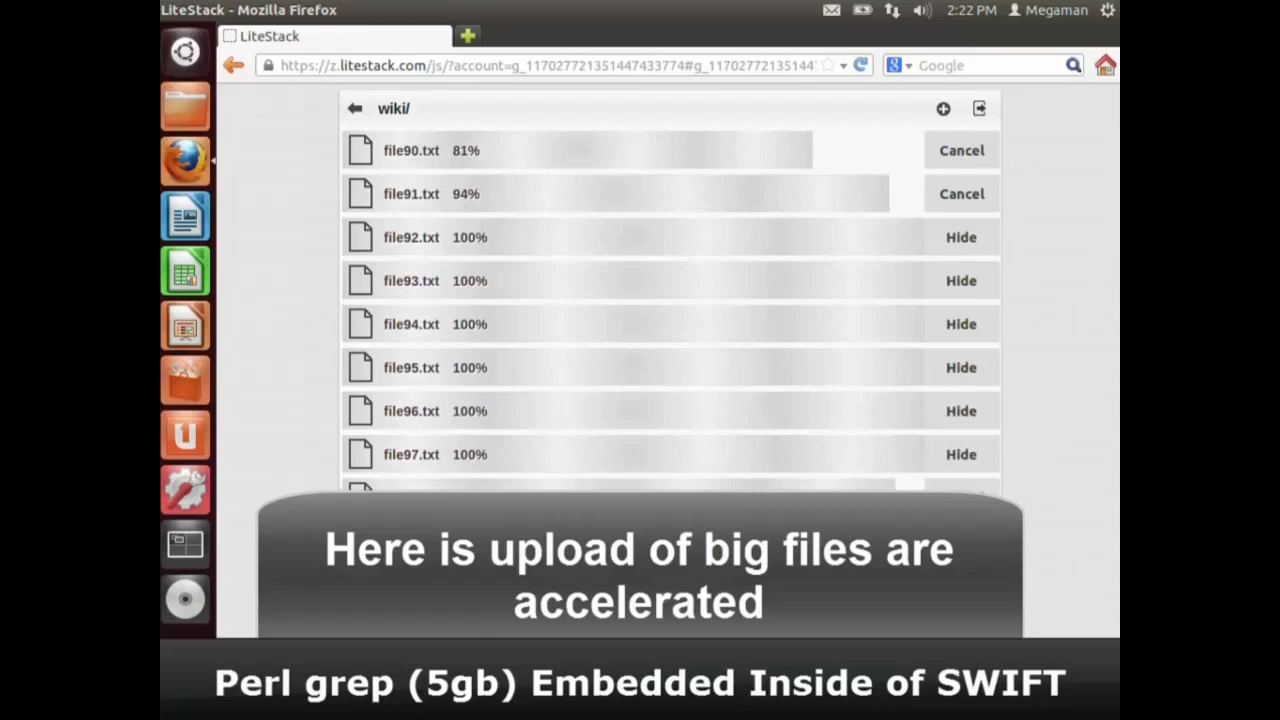 LiteStack - Mozilla Firefox
2:22 PM
Megaman
LiteStack
https://z.litestack.com/js/?account=g_117027721351447433774#g_117027721351447
Google
wiki/
file90.txt 81% Cancel
file91.txt 94% Cancel
file92.txt 100% Hide
file93.txt 100% Hide
file94.txt 100% Hide
file95.txt 100% Hide
file96.txt 100% Hide
file97.txt 100% Hide
Here is upload of big files are
accelerated
Perl grep (5gb) Embedded Inside of SWIFT